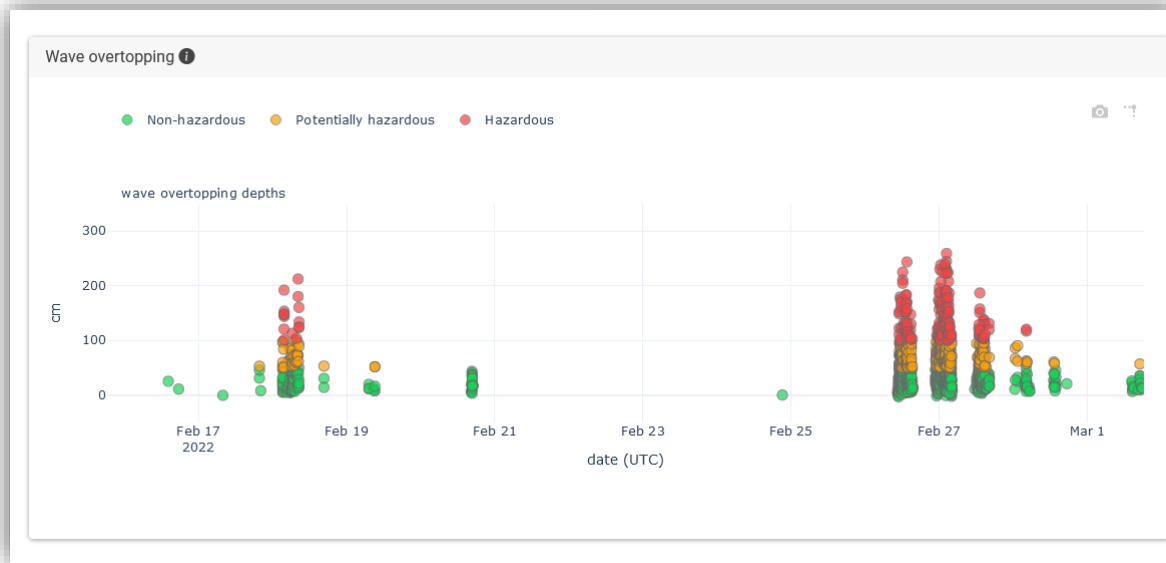 Wave overtopping
Non-hazardous Potentially hazardous Hazardous
wave overtopping depths
300
200
100
0
cm
Feb 17 Feb 19 Feb 21 Feb 23 Feb 25 Feb 27 Mar 1
2022
date (UTC)